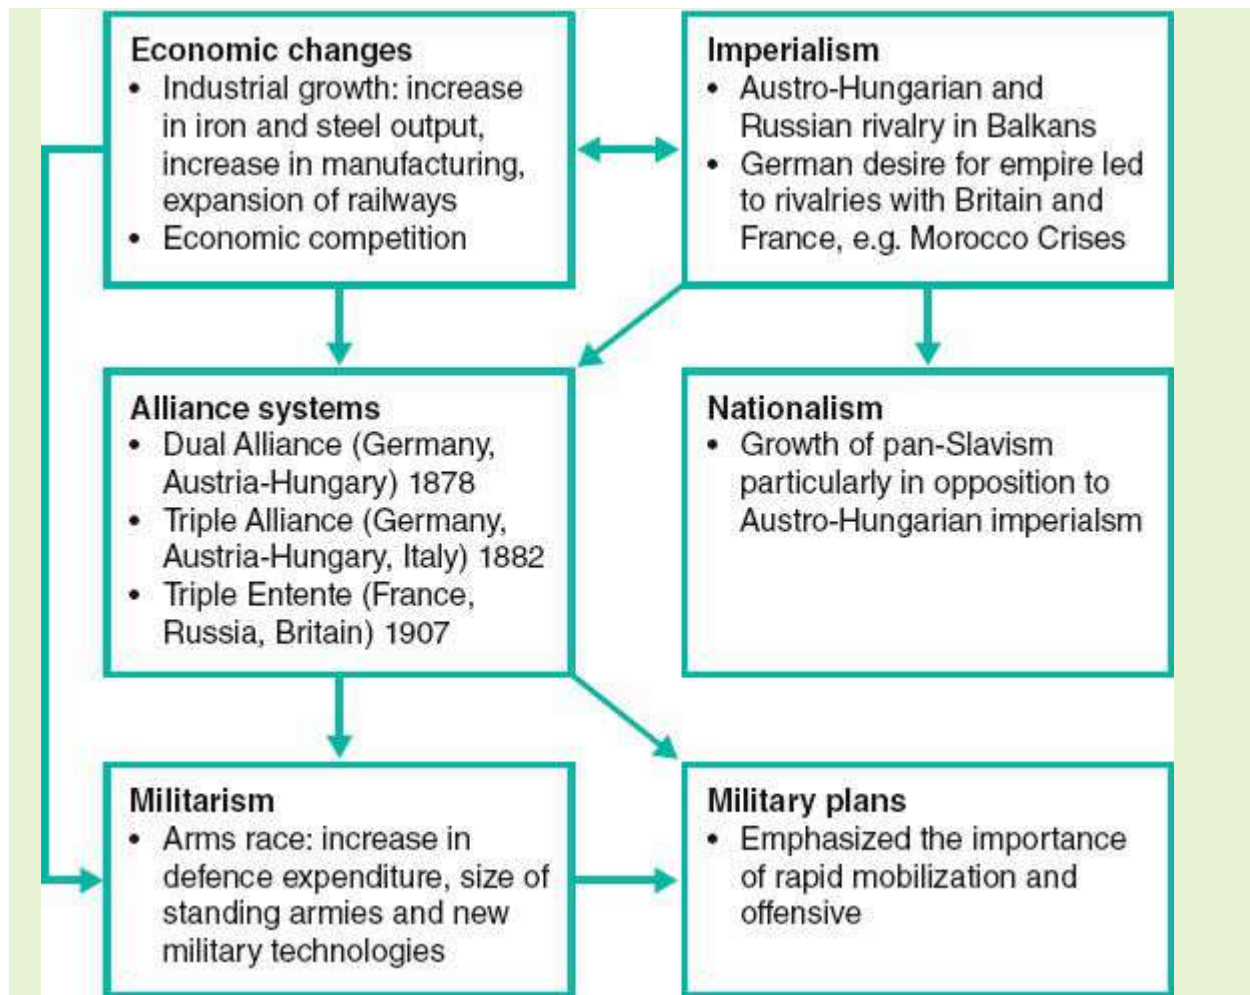 Economic changes
• Industrial growth: increase
in iron and steel output,
increase in manufacturing,
expansion of railways
• Economic competition
Imperialism
• Austro-Hungarian and
Russian rivalry in Balkans
• German desire for empire led
to rivalries with Britain and
France, e.g. Morocco Crises
Alliance systems
• Dual Alliance (Germany,
Austria-Hungary) 1878
• Triple Alliance (Germany,
Austria-Hungary, Italy) 1882
• Triple Entente (France,
Russia, Britain) 1907
Nationalism
• Growth of pan-Slavism
particularly in opposition to
Austro-Hungarian imperialsm
Militarism
• Arms race: increase in
defence expenditure, size of
standing armies and new
military technologies
Military plans
• Emphasized the importance
of rapid mobilization and
offensive